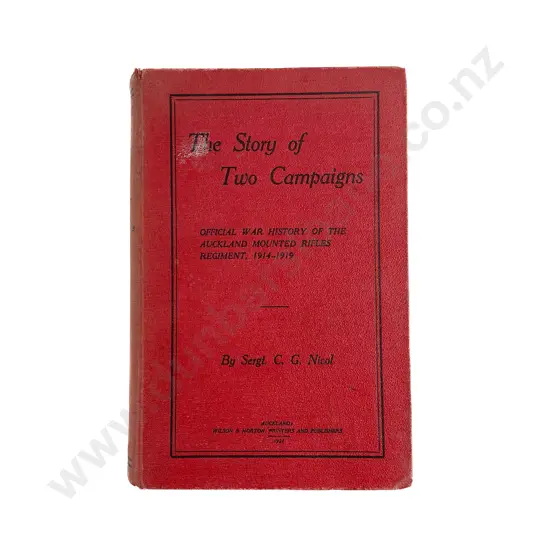 The Story of
Two Campaigns
OFFICIAL WAR HISTORY OF THE
AUCKLAND MOUNTED RIFLES
REGIMENT, 1914-1919
By Sergt. C. G. Nicol
AUCKLAND:
WILSON & HORTON PRINTERS AND PUBLISHERS